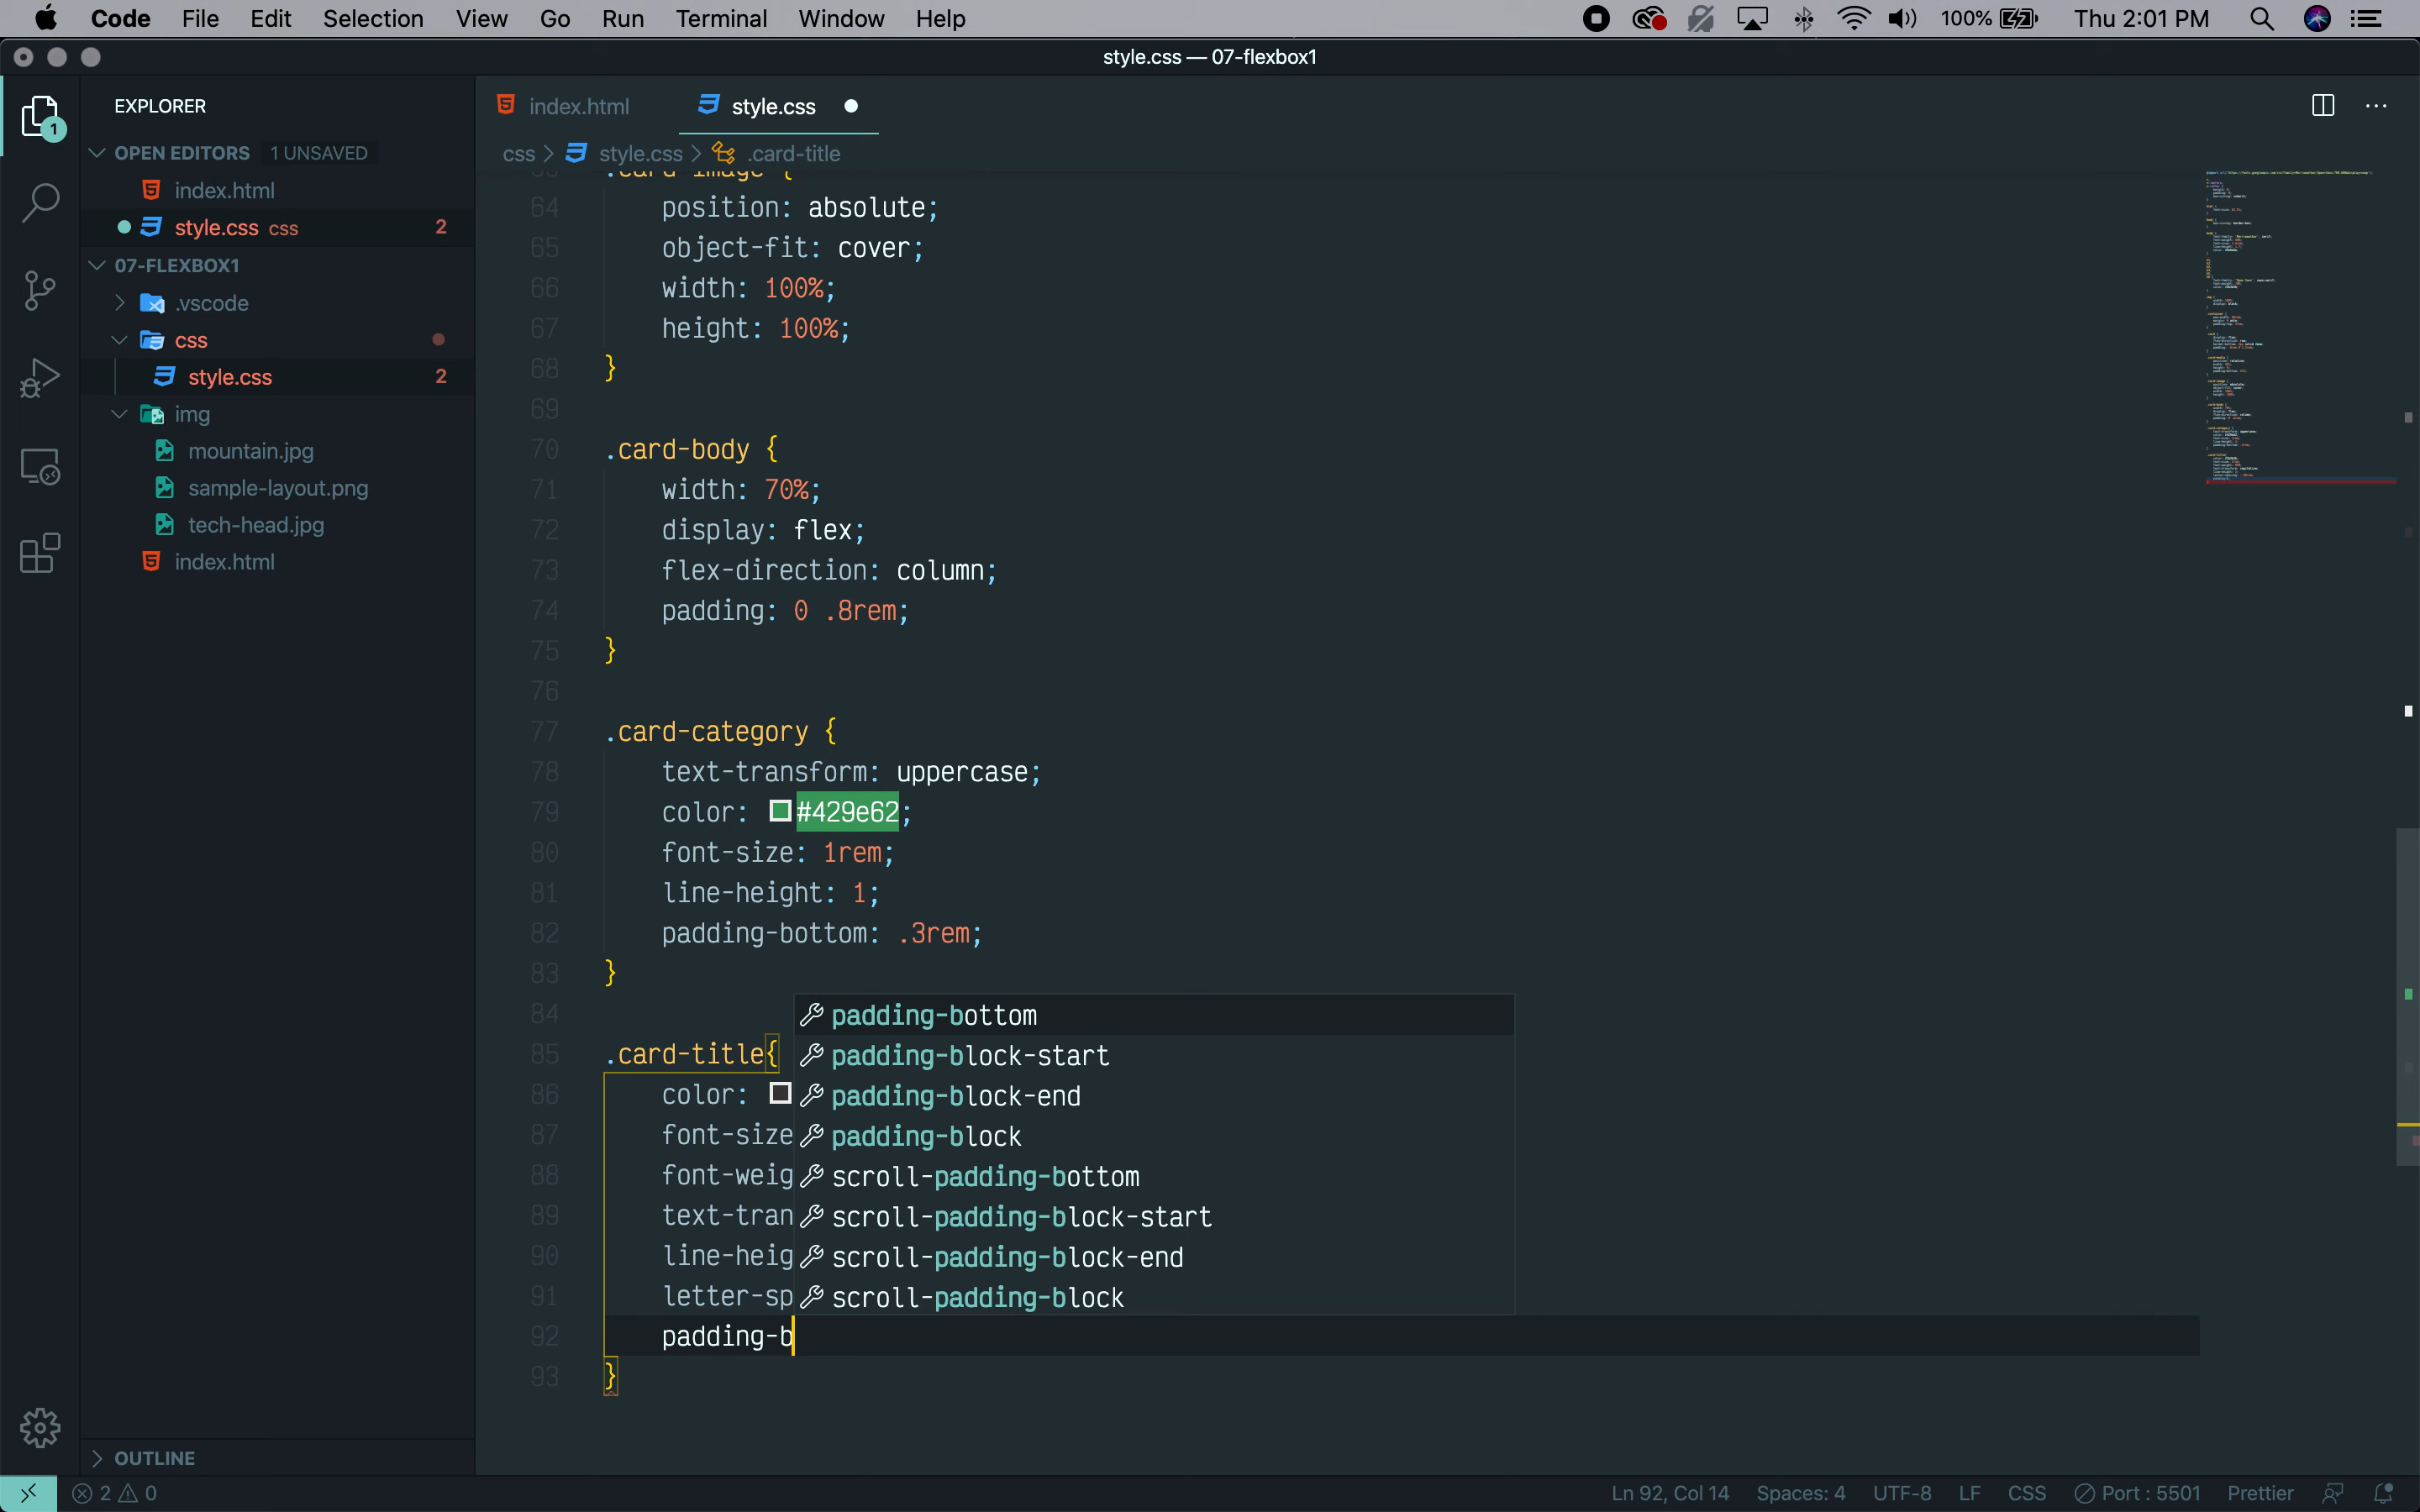 Code File Edit Selection View Go Run Terminal Window Help 100% Thu 2:01 PM
style.css — 07-flexbox1
EXPLORER
OPEN EDITORS 1 UNSAVED
index.html
style.css css 2
07-FLEXBOX1
.vscode
css
style.css 2
img
mountain.jpg
sample-layout.png
tech-head.jpg
index.html
OUTLINE
1
index.html style.css
css > style.css > .card-title
.card-image {
64 position: absolute;
65 object-fit: cover;
66 width: 100%;
67 height: 100%;
68 }
69
70 .card-body {
71 width: 70%;
72 display: flex;
73 flex-direction: column;
74 padding: 0 .8rem;
75 }
76
77 .card-category {
78 text-transform: uppercase;
79 color: #429e62;
80 font-size: 1rem;
81 line-height: 1;
82 padding-bottom: .3rem;
83 }
84
85 .card-title{
86 color:
87 font-size
88 font-weig
89 text-tran
90 line-heig
91 letter-sp
92 padding-b
93 }
padding-bottom
padding-block-start
padding-block-end
padding-block
scroll-padding-bottom
scroll-padding-block-start
scroll-padding-block-end
scroll-padding-block
2 0 Ln 92, Col 14 Spaces: 4 UTF-8 LF CSS Port : 5501 Prettier